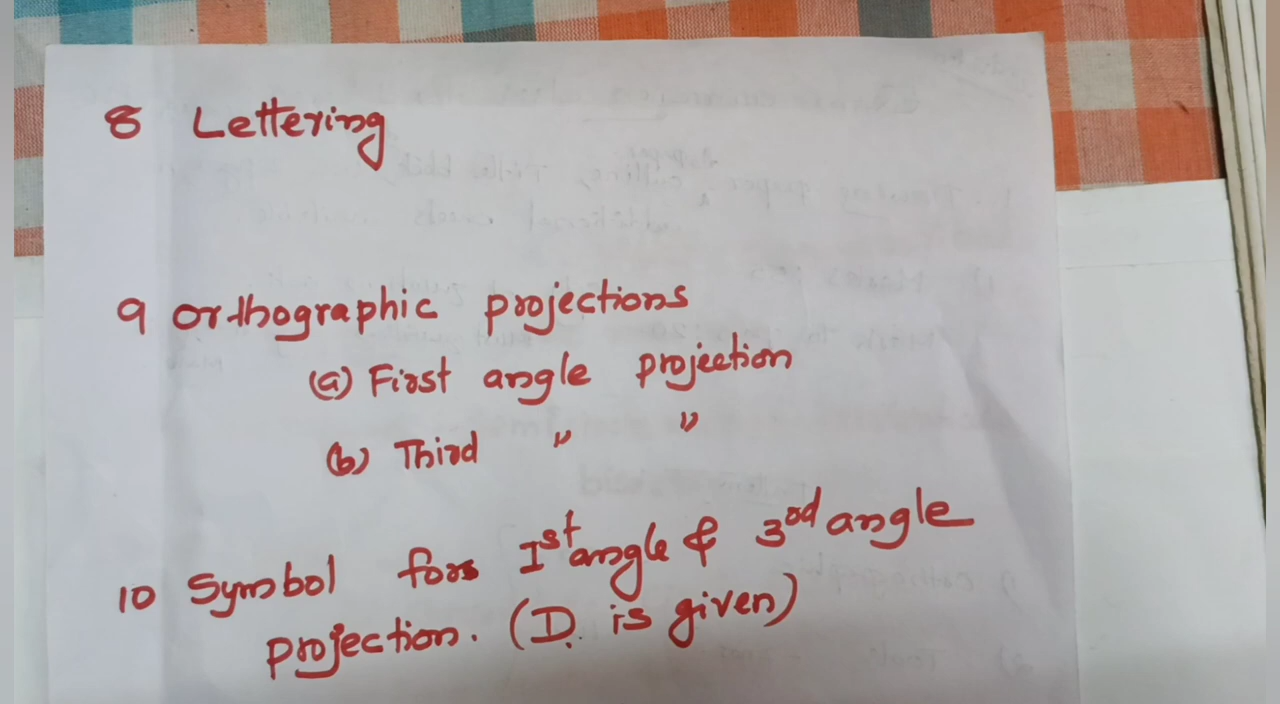 8 Lettering
9 Orthographic projections
(a) First angle projection
(b) Third " "
10 Symbol for Ist angle & 3rd angle
projection. (D. is given)